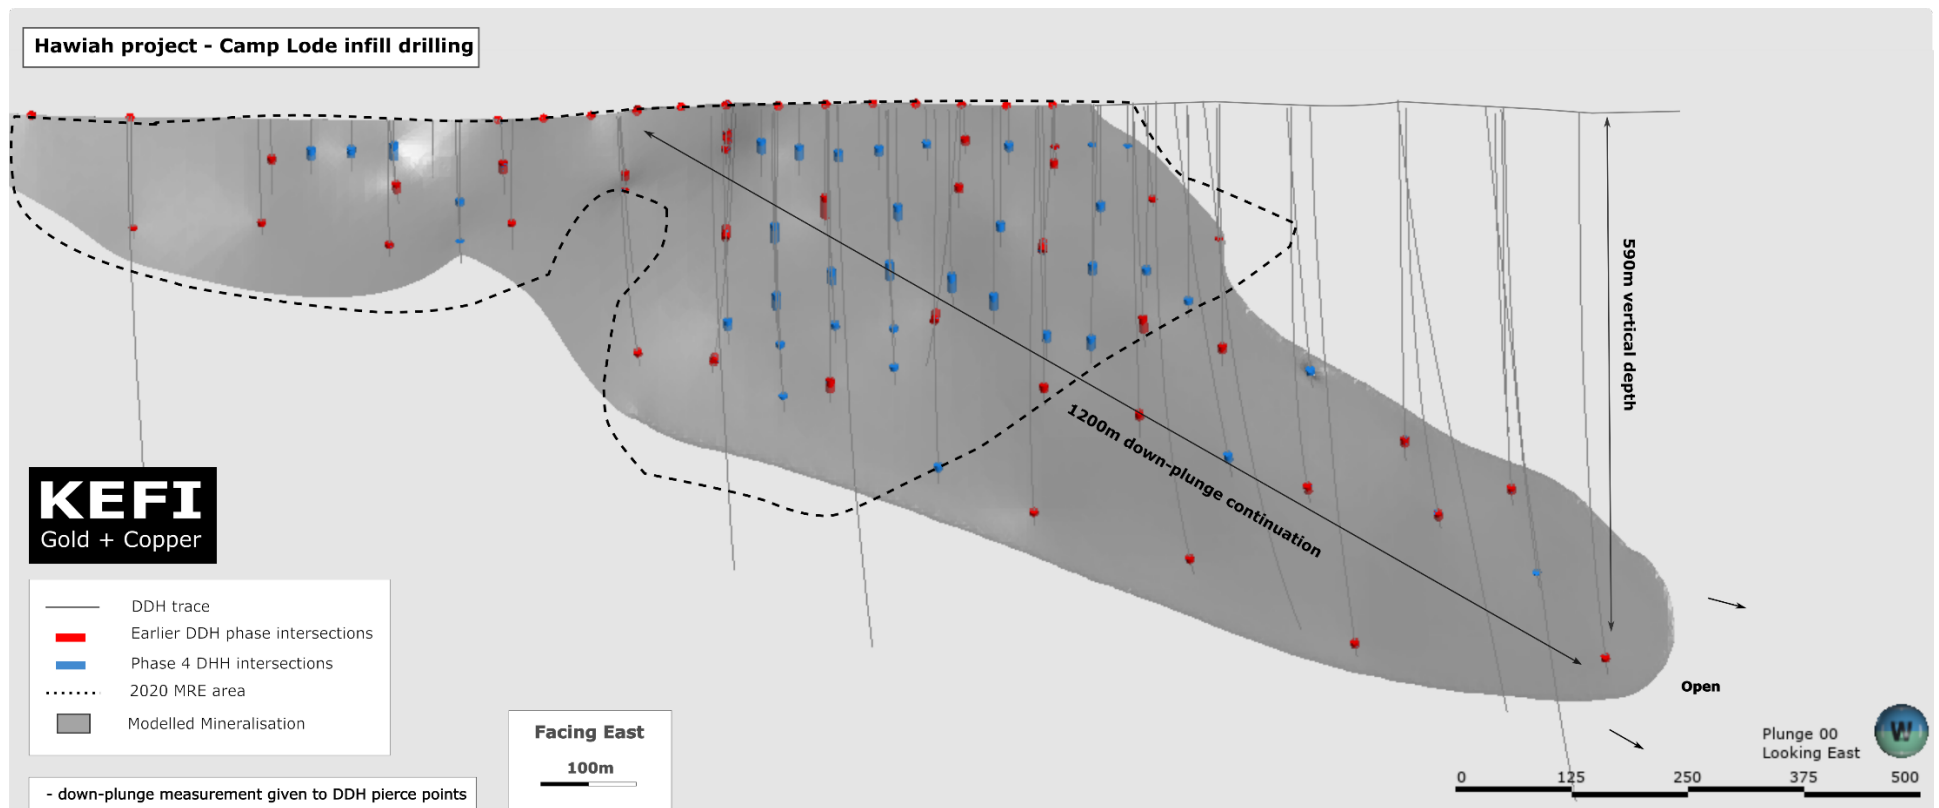 Hawiah project - Camp Lode infill drilling
590m vertical depth
1200m down-plunge continuation
KEFI
Gold + Copper
DDH trace
Earlier DDH phase intersections
Phase 4 DHH intersections
2020 MRE area
Modelled Mineralisation
- down-plunge measurement given to DDH pierce points
Facing East
100m
Open
Plunge 00
Looking East
W
0 125 250 375 500